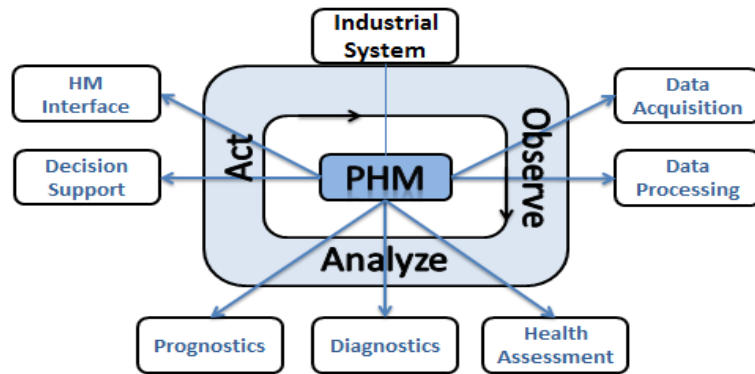 Industrial
System
HM
Interface
Data
Acquisition
Act
Observe
Decision
Support
PHM
Data
Processing
Analyze
Prognostics
Diagnostics
Health
Assessment